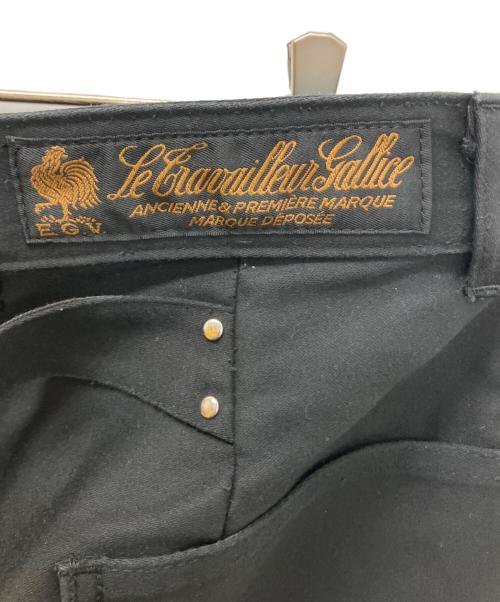 Le Travailleur Gallice
ANCIENNE & PREMIÈRE MARQUE
MARQUE DÉPOSÉE
E G V